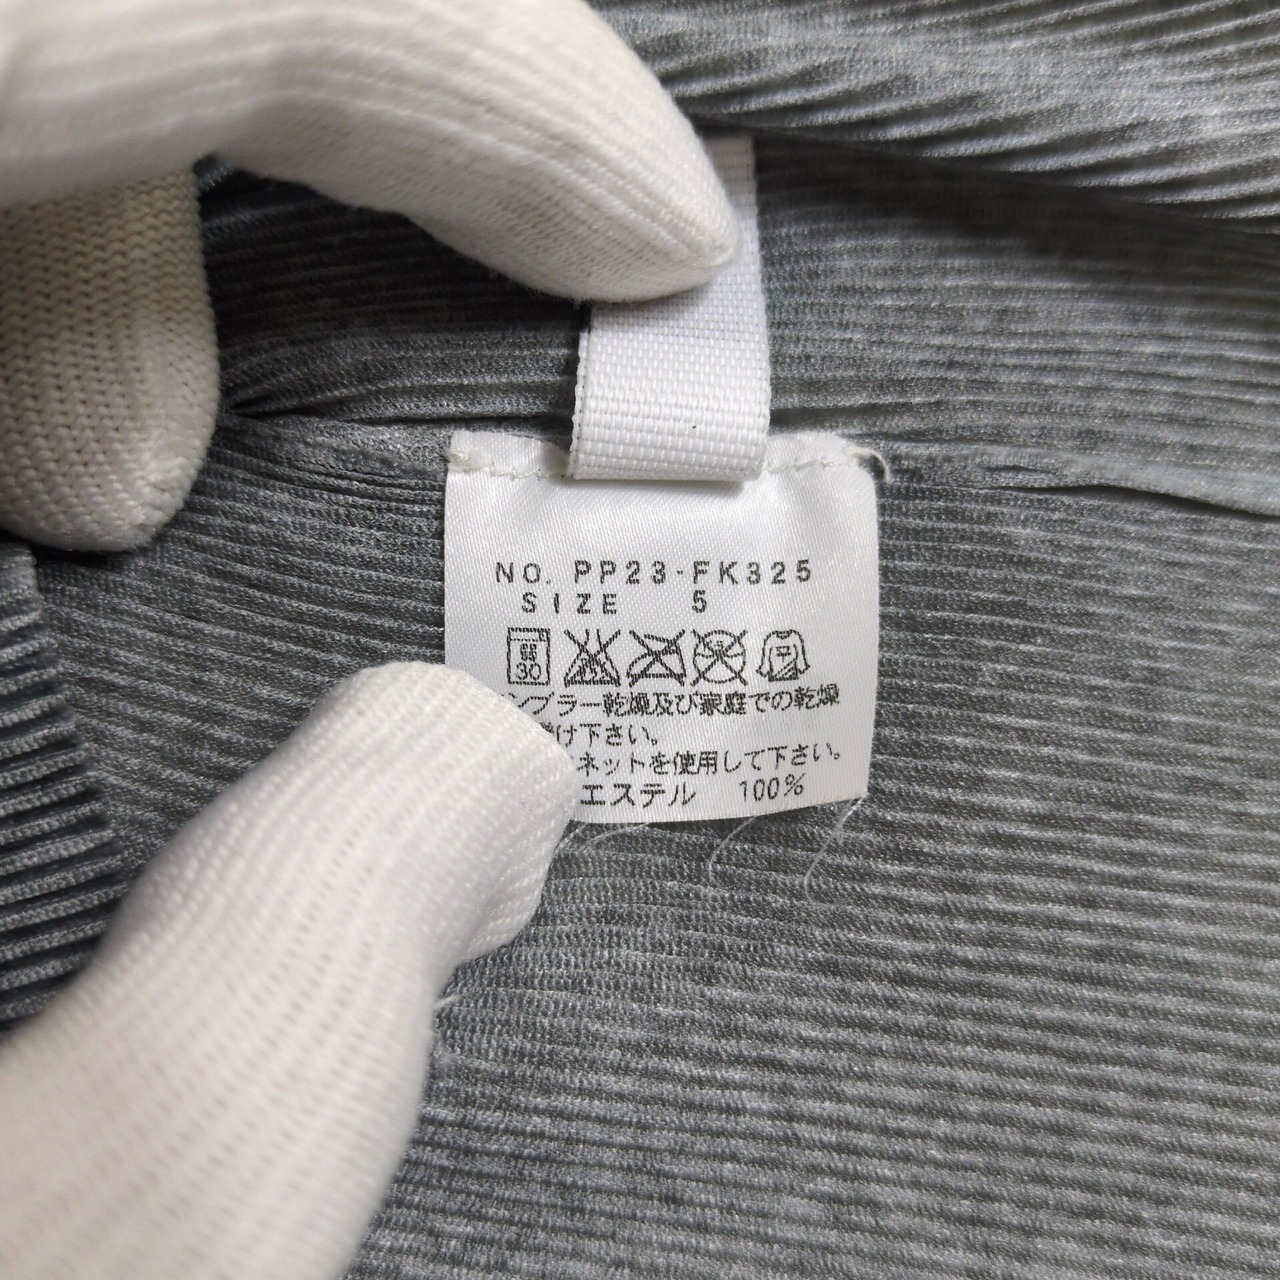 NO. PP23-FK325
SIZE 5
30
ンブラー乾燥及び家庭での乾燥
け下さい。
ネットを使用して下さい。
エステル 100%